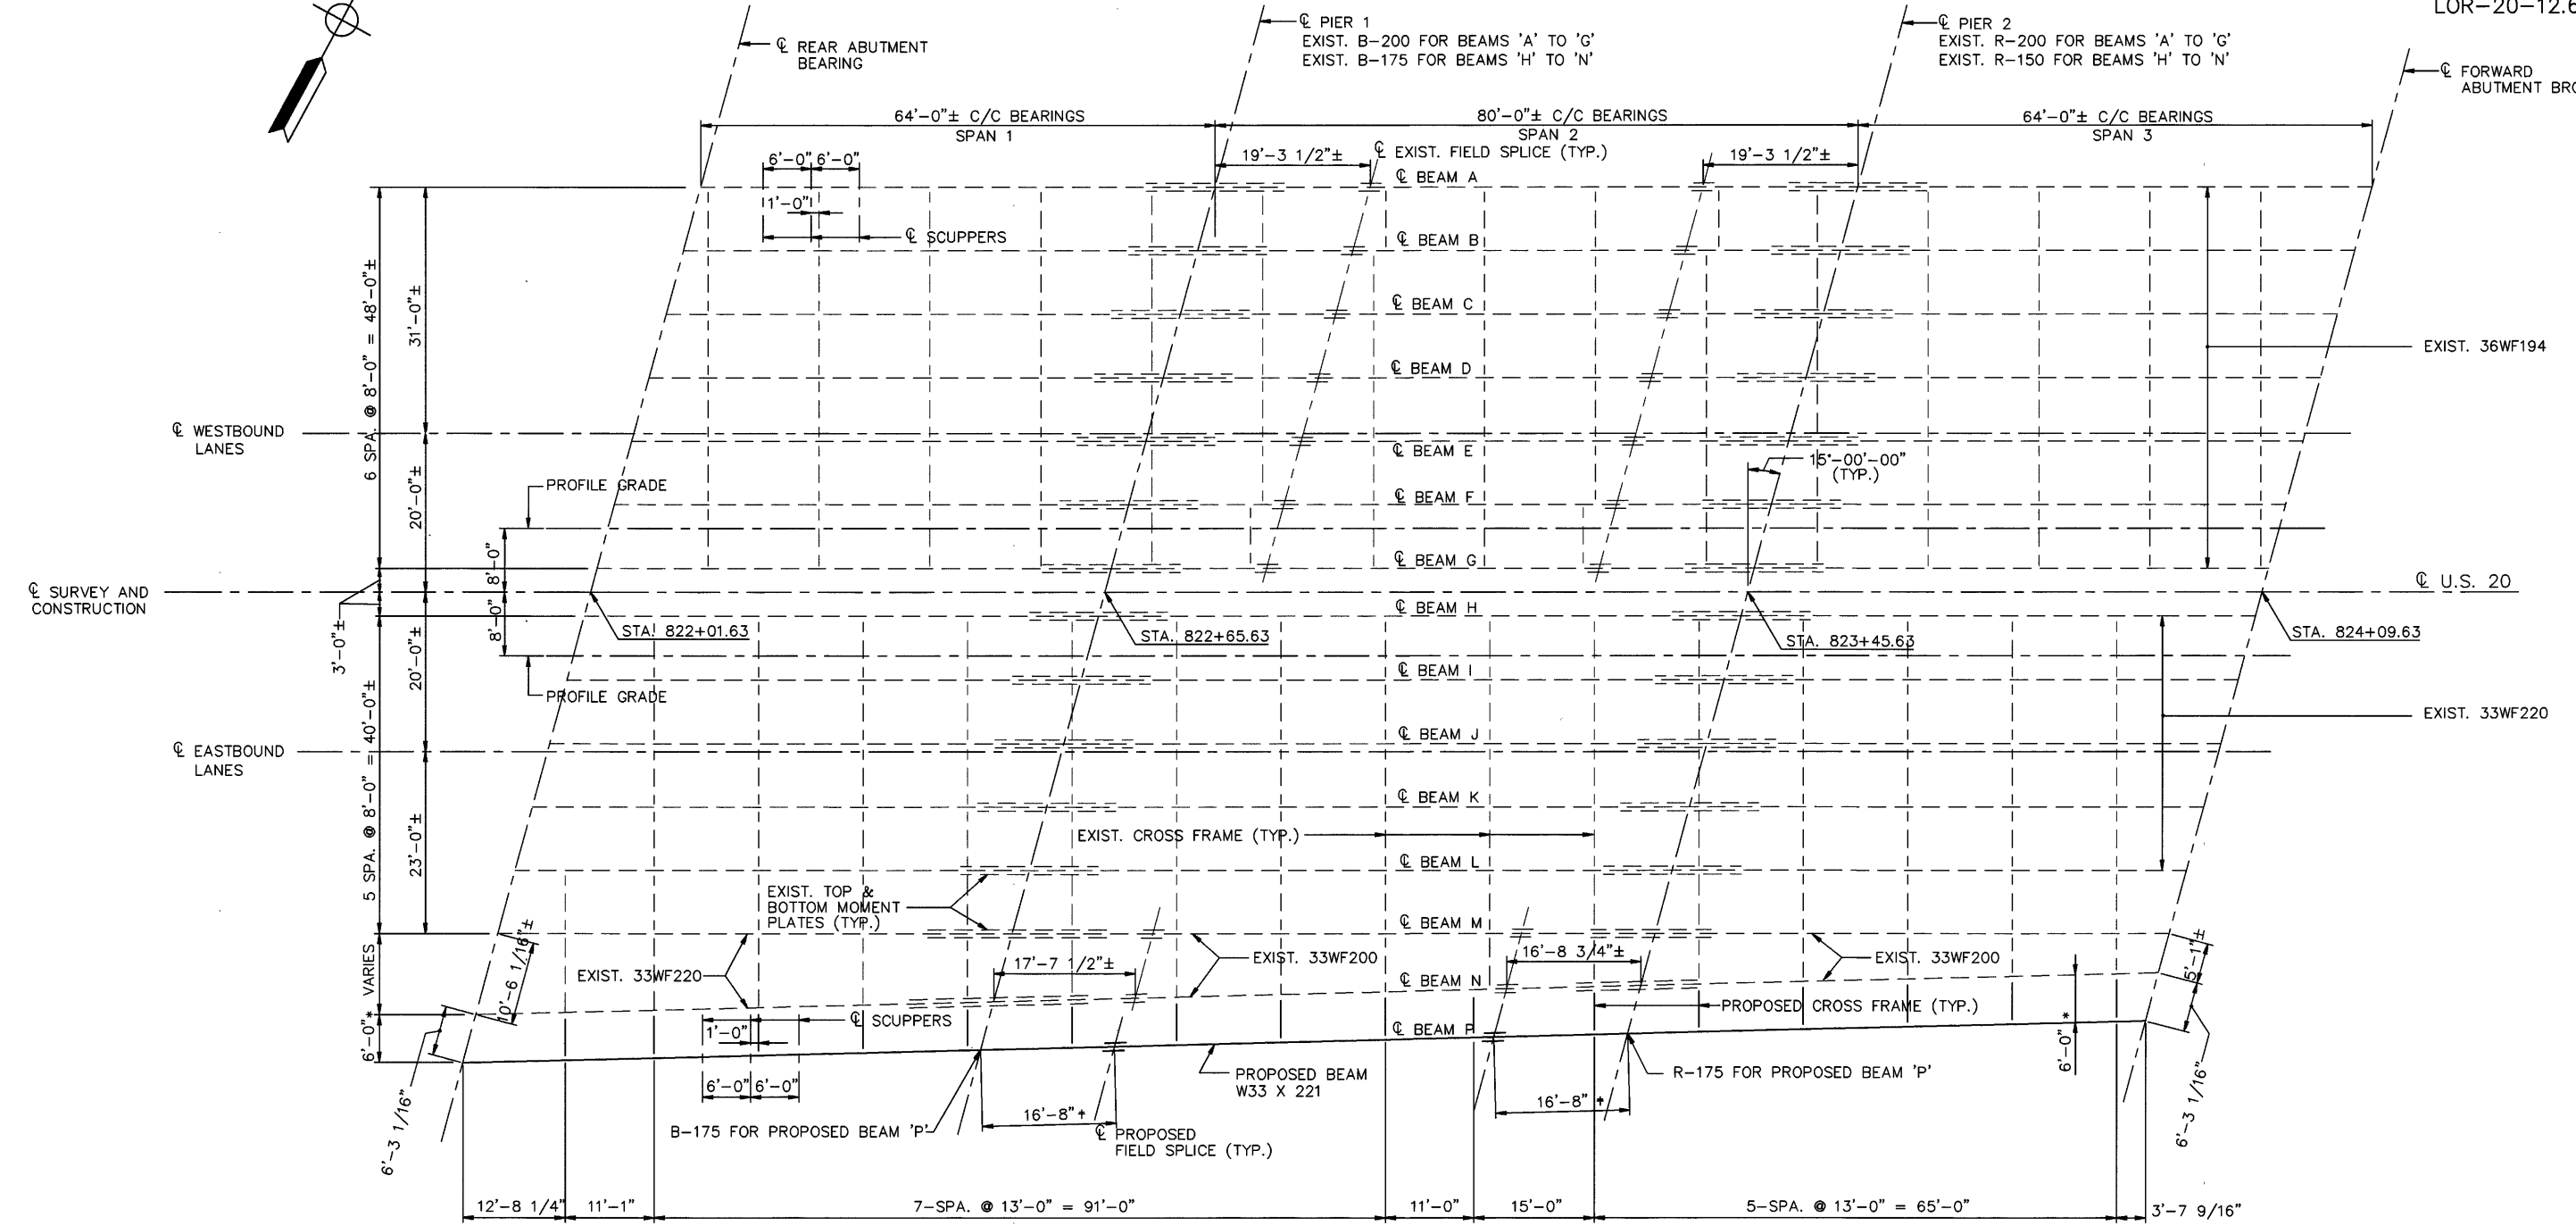 LOR-20-12.6
℄ REAR ABUTMENT
BEARING
℄ PIER 1
EXIST. B-200 FOR BEAMS 'A' TO 'G'
EXIST. B-175 FOR BEAMS 'H' TO 'N'
℄ PIER 2
EXIST. R-200 FOR BEAMS 'A' TO 'G'
EXIST. R-150 FOR BEAMS 'H' TO 'N'
℄ FORWARD
ABUTMENT BRG
64'-0"± C/C BEARINGS
SPAN 1
80'-0"± C/C BEARINGS
SPAN 2
64'-0"± C/C BEARINGS
SPAN 3
6'-0"
6'-0"
19'-3 1/2"±
℄ EXIST. FIELD SPLICE (TYP.)
19'-3 1/2"±
℄ BEAM A
1'-0"
℄ SCUPPERS
℄ BEAM B
℄ BEAM C
6 SPA. @ 8'-0" = 48'-0"±
31'-0"±
EXIST. 36WF194
℄ BEAM D
℄ WESTBOUND
LANES
℄ BEAM E
15°-00'-00"
(TYP.)
20'-0"±
PROFILE GRADE
℄ BEAM F
8'-0"
℄ BEAM G
℄ SURVEY AND
CONSTRUCTION
℄ U.S. 20
℄ BEAM H
3'-0"±
8'-0"
20'-0"±
STA. 822+01.63
STA. 822+65.63
STA. 823+45.63
STA. 824+09.63
℄ BEAM I
PROFILE GRADE
EXIST. 33WF220
℄ BEAM J
℄ EASTBOUND
LANES
5 SPA. @ 8'-0" = 40'-0"±
23'-0"±
℄ BEAM K
EXIST. CROSS FRAME (TYP.)
℄ BEAM L
EXIST. TOP &
BOTTOM MOMENT
PLATES (TYP.)
℄ BEAM M
VARIES
10'-6 1/16"±
EXIST. 33WF220
17'-7 1/2"±
EXIST. 33WF200
16'-8 3/4"±
EXIST. 33WF200
5'-1"±
℄ BEAM N
PROPOSED CROSS FRAME (TYP.)
6'-0"*
1'-0"
℄ SCUPPERS
℄ BEAM P
6'-0" *
6'-3 1/16"
6'-0"
6'-0"
PROPOSED BEAM
W33 X 221
R-175 FOR PROPOSED BEAM 'P'
6'-3 1/16"
16'-8" ±
16'-8" ±
B-175 FOR PROPOSED BEAM 'P'
℄ PROPOSED
FIELD SPLICE (TYP.)
12'-8 1/4"
11'-1"
7-SPA. @ 13'-0" = 91'-0"
11'-0"
15'-0"
5-SPA. @ 13'-0" = 65'-0"
3'-7 9/16"